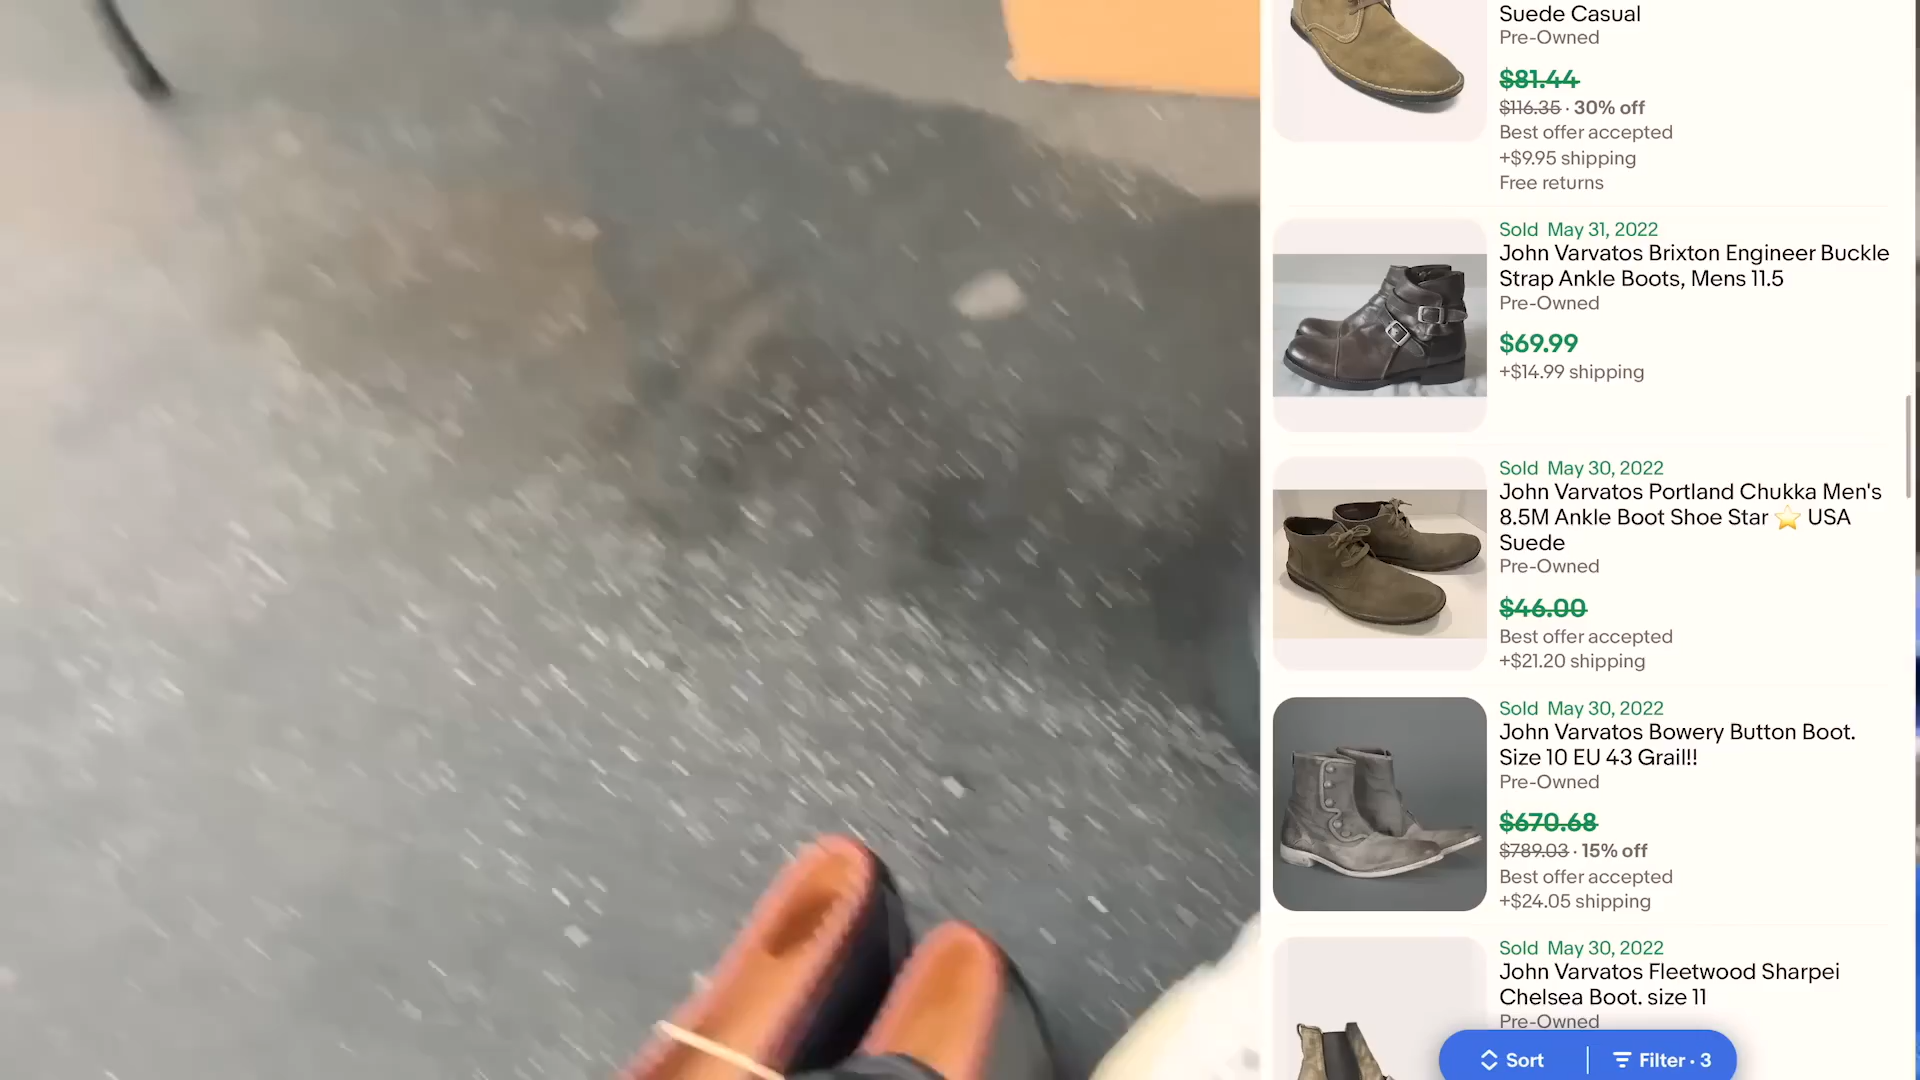 Suede Casual
Pre-Owned
$81.44
$116.35 · 30% off
Best offer accepted
+$9.95 shipping
Free returns
Sold May 31, 2022
John Varvatos Brixton Engineer Buckle
Strap Ankle Boots, Mens 11.5
Pre-Owned
$69.99
+$14.99 shipping
Sold May 30, 2022
John Varvatos Portland Chukka Men's
8.5M Ankle Boot Shoe Star ⭐ USA
Suede
Pre-Owned
$46.00
Best offer accepted
+$21.20 shipping
Sold May 30, 2022
John Varvatos Bowery Button Boot.
Size 10 EU 43 Grail!!
Pre-Owned
$670.68
$789.03 · 15% off
Best offer accepted
+$24.05 shipping
Sold May 30, 2022
John Varvatos Fleetwood Sharpei
Chelsea Boot. size 11
Pre-Owned
Sort
Filter · 3